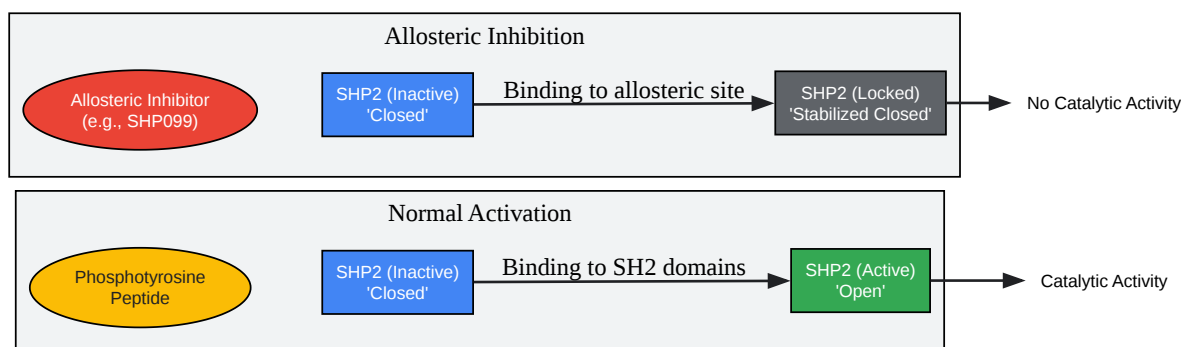 Allosteric Inhibition
Allosteric Inhibitor
(e.g., SHP099)
SHP2 (Inactive)
'Closed'
Binding to allosteric site
SHP2 (Locked)
'Stabilized Closed'
No Catalytic Activity
Normal Activation
Phosphotyrosine
Peptide
SHP2 (Inactive)
'Closed'
Binding to SH2 domains
SHP2 (Active)
'Open'
Catalytic Activity